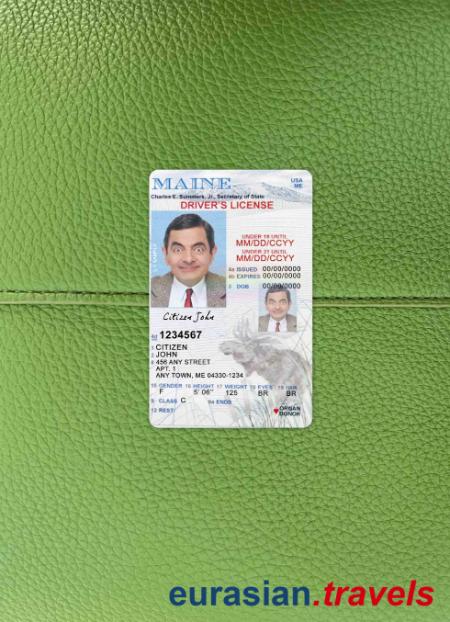 MAINE
USA
ME
Charles E. Summers, Jr., Secretary of State
DRIVER'S LICENSE
UNDER 18 UNTIL
MM/DD/CCYY
UNDER 21 UNTIL
MM/DD/CCYY
4a ISSUED 00/00/0000
4b EXPIRES 00/00/0000
3 DOB 00/00/0000
Citizen John
4d 1234567
1 CITIZEN
2 JOHN
8 456 ANY STREET
APT. 1
ANY TOWN, ME 04330-1234
15 GENDER 16 HEIGHT 17 WEIGHT 18 EYES 19 HAIR
F 5' 06" 125 BR BR
9 CLASS C 9a ENDS
12 REST
ORGAN
DONOR
eurasian.travels